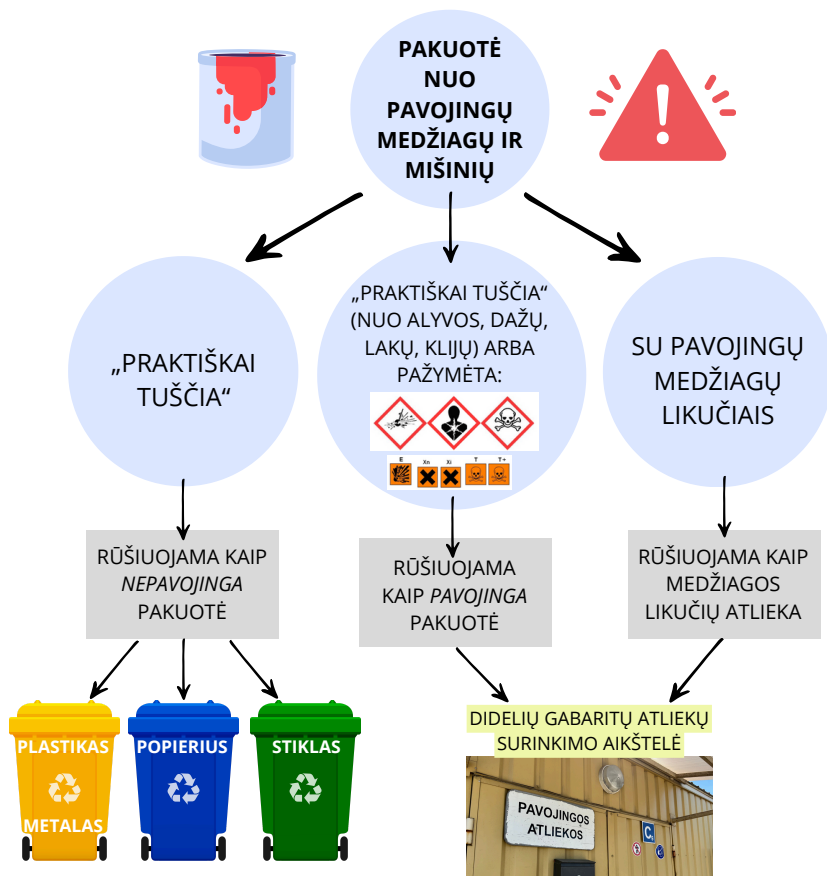 PAKUOTĖ
NUO
PAVOJINGŲ
MEDŽIAGŲ IR
MIŠINIŲ
„PRAKTIŠKAI
TUŠČIA“
„PRAKTIŠKAI TUŠČIA“
(NUO ALYVOS, DAŽŲ,
LAKŲ, KLIJŲ) ARBA
PAŽYMĖTA:
E
Xn
Xi
T
T+
SU PAVOJINGŲ
MEDŽIAGŲ
LIKUČIAIS
RŪŠIUOJAMA KAIP
NEPAVOJINGA
PAKUOTĖ
RŪŠIUOJAMA
KAIP PAVOJINGA
PAKUOTĖ
RŪŠIUOJAMA KAIP
MEDŽIAGOS
LIKUČIŲ ATLIEKA
PLASTIKAS
METALAS
POPIERIUS
STIKLAS
DIDELIŲ GABARITŲ ATLIEKŲ
SURINKIMO AIKŠTELĖ
PAVOJINGOS
ATLIEKOS